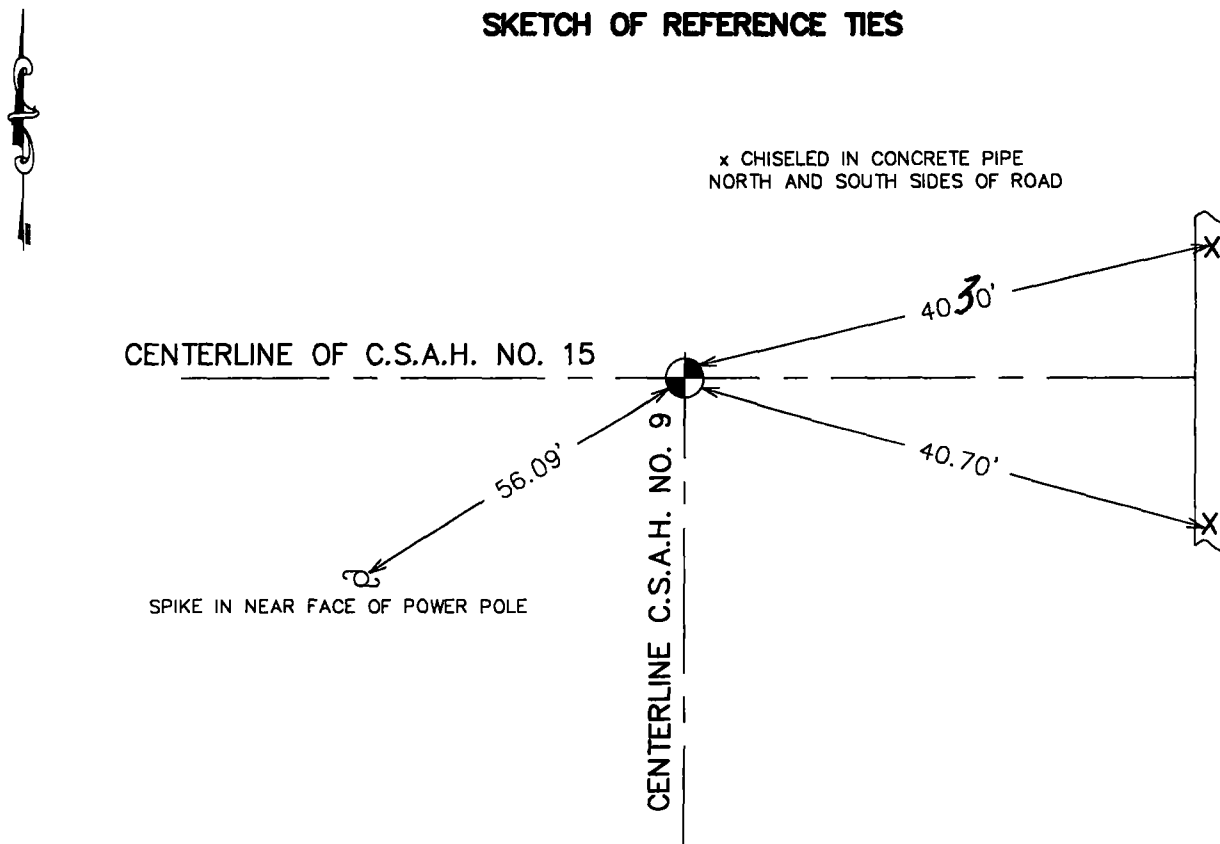 SKETCH OF REFERENCE TIES
x CHISELED IN CONCRETE PIPE
NORTH AND SOUTH SIDES OF ROAD
X
40.30'
CENTERLINE OF C.S.A.H. NO. 15
40.70'
56.09'
X
SPIKE IN NEAR FACE OF POWER POLE
CENTERLINE C.S.A.H. NO. 9